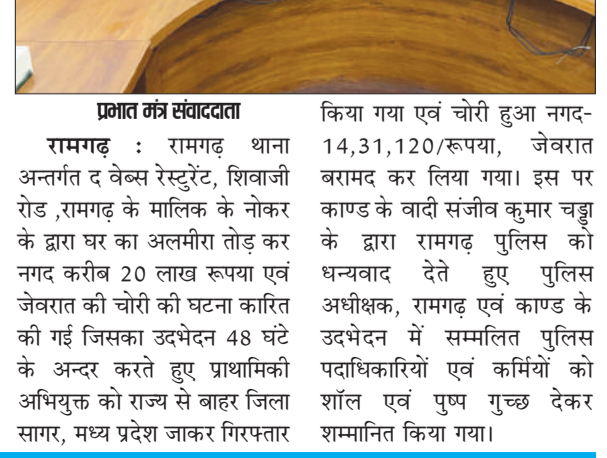 प्रभात मंत्र संवाददाता
रामगढ़ : रामगढ़ थाना
अन्तर्गत द वेब्स रेस्टुरेंट, शिवाजी
रोड ,रामगढ़ के मालिक के नोकर
के द्वारा घर का अलमीरा तोड़ कर
नगद करीब 20 लाख रूपया एवं
जेवरात की चोरी की घटना कारित
की गई जिसका उदभेदन 48 घंटे
के अन्दर करते हुए प्राथामिकी
अभियुक्त को राज्य से बाहर जिला
सागर, मध्य प्रदेश जाकर गिरफ्तार
किया गया एवं चोरी हुआ नगद-
14,31,120/रूपया, जेवरात
बरामद कर लिया गया। इस पर
काण्ड के वादी संजीव कुमार चड्डा
के द्वारा रामगढ़ पुलिस को
धन्यवाद देते हुए पुलिस
अधीक्षक, रामगढ़ एवं काण्ड के
उदभेदन में सम्मलित पुलिस
पदाधिकारियों एवं कर्मियों को
शॉल एवं पुष्प गुच्छ देकर
शम्मानित किया गया।